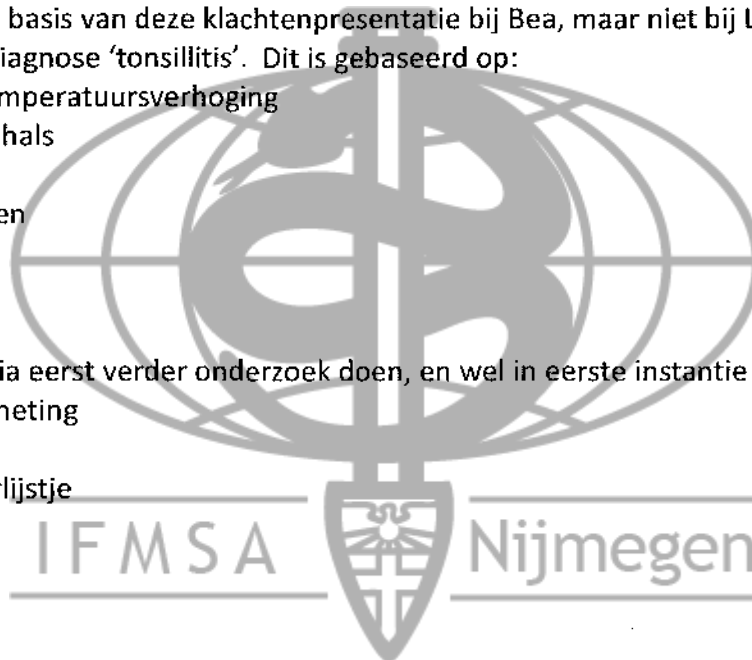 basis van deze klachtenpresentatie bij Bea, maar niet bij L
iagnose ‘tonsillitis’. Dit is gebaseerd op:
mperatuursverhoging
hals
en
ia eerst verder onderzoek doen, en wel in eerste instantie
neting
lijstje
IFMSA Nijmegen